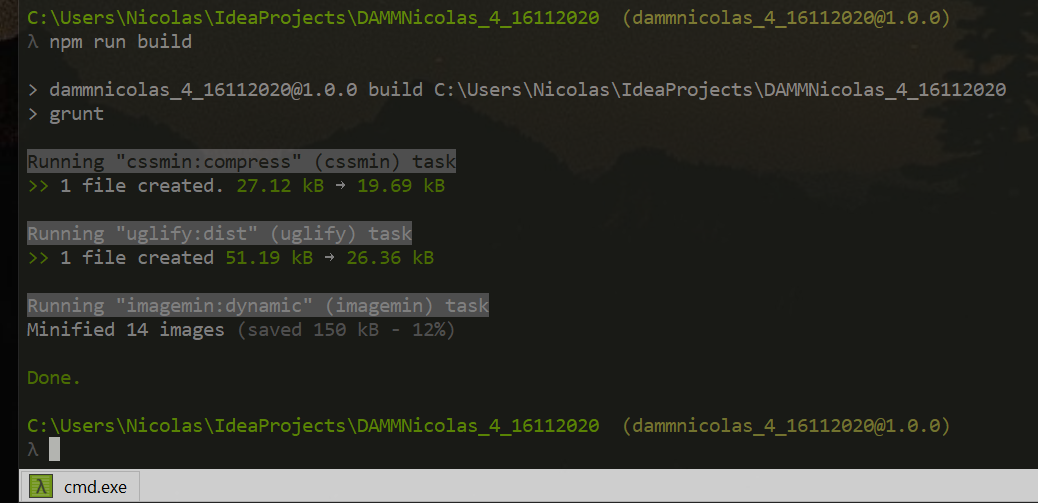 C:\Users\Nicolas\IdeaProjects\DAMMNicolas_4_16112020  (dammnicolas_4_16112020@1.0.0)
λ npm run build
> dammnicolas_4_16112020@1.0.0 build C:\Users\Nicolas\IdeaProjects\DAMMNicolas_4_16112020
> grunt
Running "cssmin:compress" (cssmin) task
>> 1 file created. 27.12 kB → 19.69 kB
Running "uglify:dist" (uglify) task
>> 1 file created 51.19 kB → 26.36 kB
Running "imagemin:dynamic" (imagemin) task
Minified 14 images (saved 150 kB - 12%)
Done.
C:\Users\Nicolas\IdeaProjects\DAMMNicolas_4_16112020  (dammnicolas_4_16112020@1.0.0)
λ
λ cmd.exe